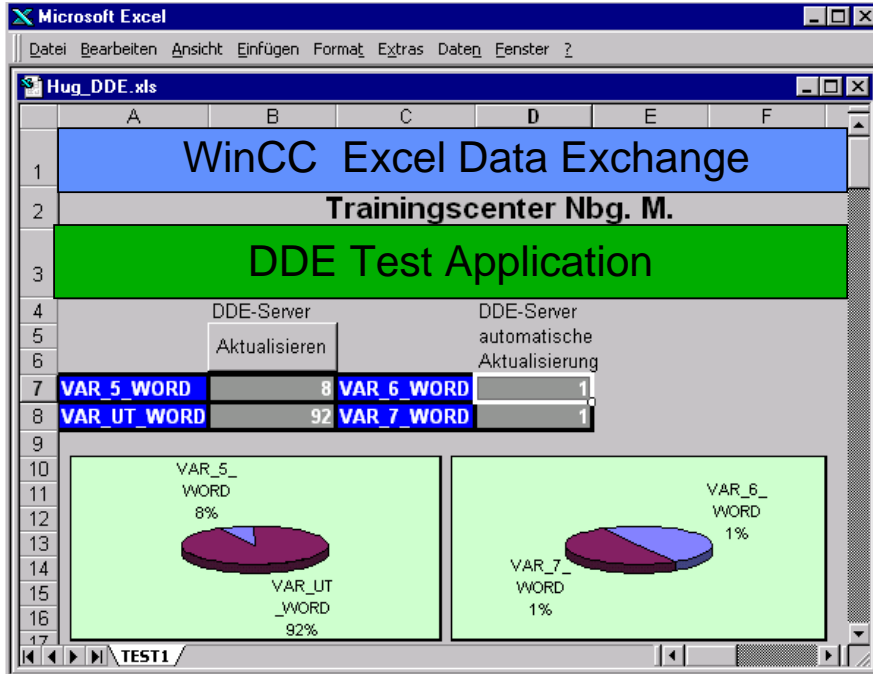 Microsoft Excel
Datei Bearbeiten Ansicht Einfügen Format Extras Daten Fenster ?
Hug_DDE.xls
A B C D E F
1 WinCC Excel Data Exchange
2 Trainingscenter Nbg. M.
3 DDE Test Application
4 DDE-Server DDE-Server
5 automatische
Aktualisieren
6 Aktualisierung
7 VAR_5_WORD 8 VAR_6_WORD 1
8 VAR_UT_WORD 92 VAR_7_WORD 1
9
10
11
12
13
14
15
16
17
VAR_5_
WORD
8%
VAR_UT
_WORD
92%
VAR_6_
WORD
1%
VAR_7_
WORD
1%
TEST1